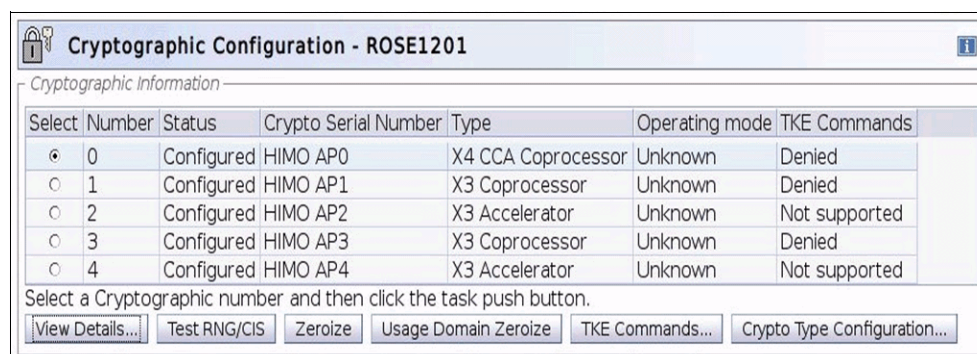 Cryptographic Configuration - ROSE1201
i
Cryptographic Information
Select Number Status Crypto Serial Number Type Operating mode TKE Commands
0 Configured HIMO AP0 X4 CCA Coprocessor Unknown Denied
1 Configured HIMO AP1 X3 Coprocessor Unknown Denied
2 Configured HIMO AP2 X3 Accelerator Unknown Not supported
3 Configured HIMO AP3 X3 Coprocessor Unknown Denied
4 Configured HIMO AP4 X3 Accelerator Unknown Not supported
Select a Cryptographic number and then click the task push button.
View Details... Test RNG/CIS Zeroize Usage Domain Zeroize TKE Commands... Crypto Type Configuration...